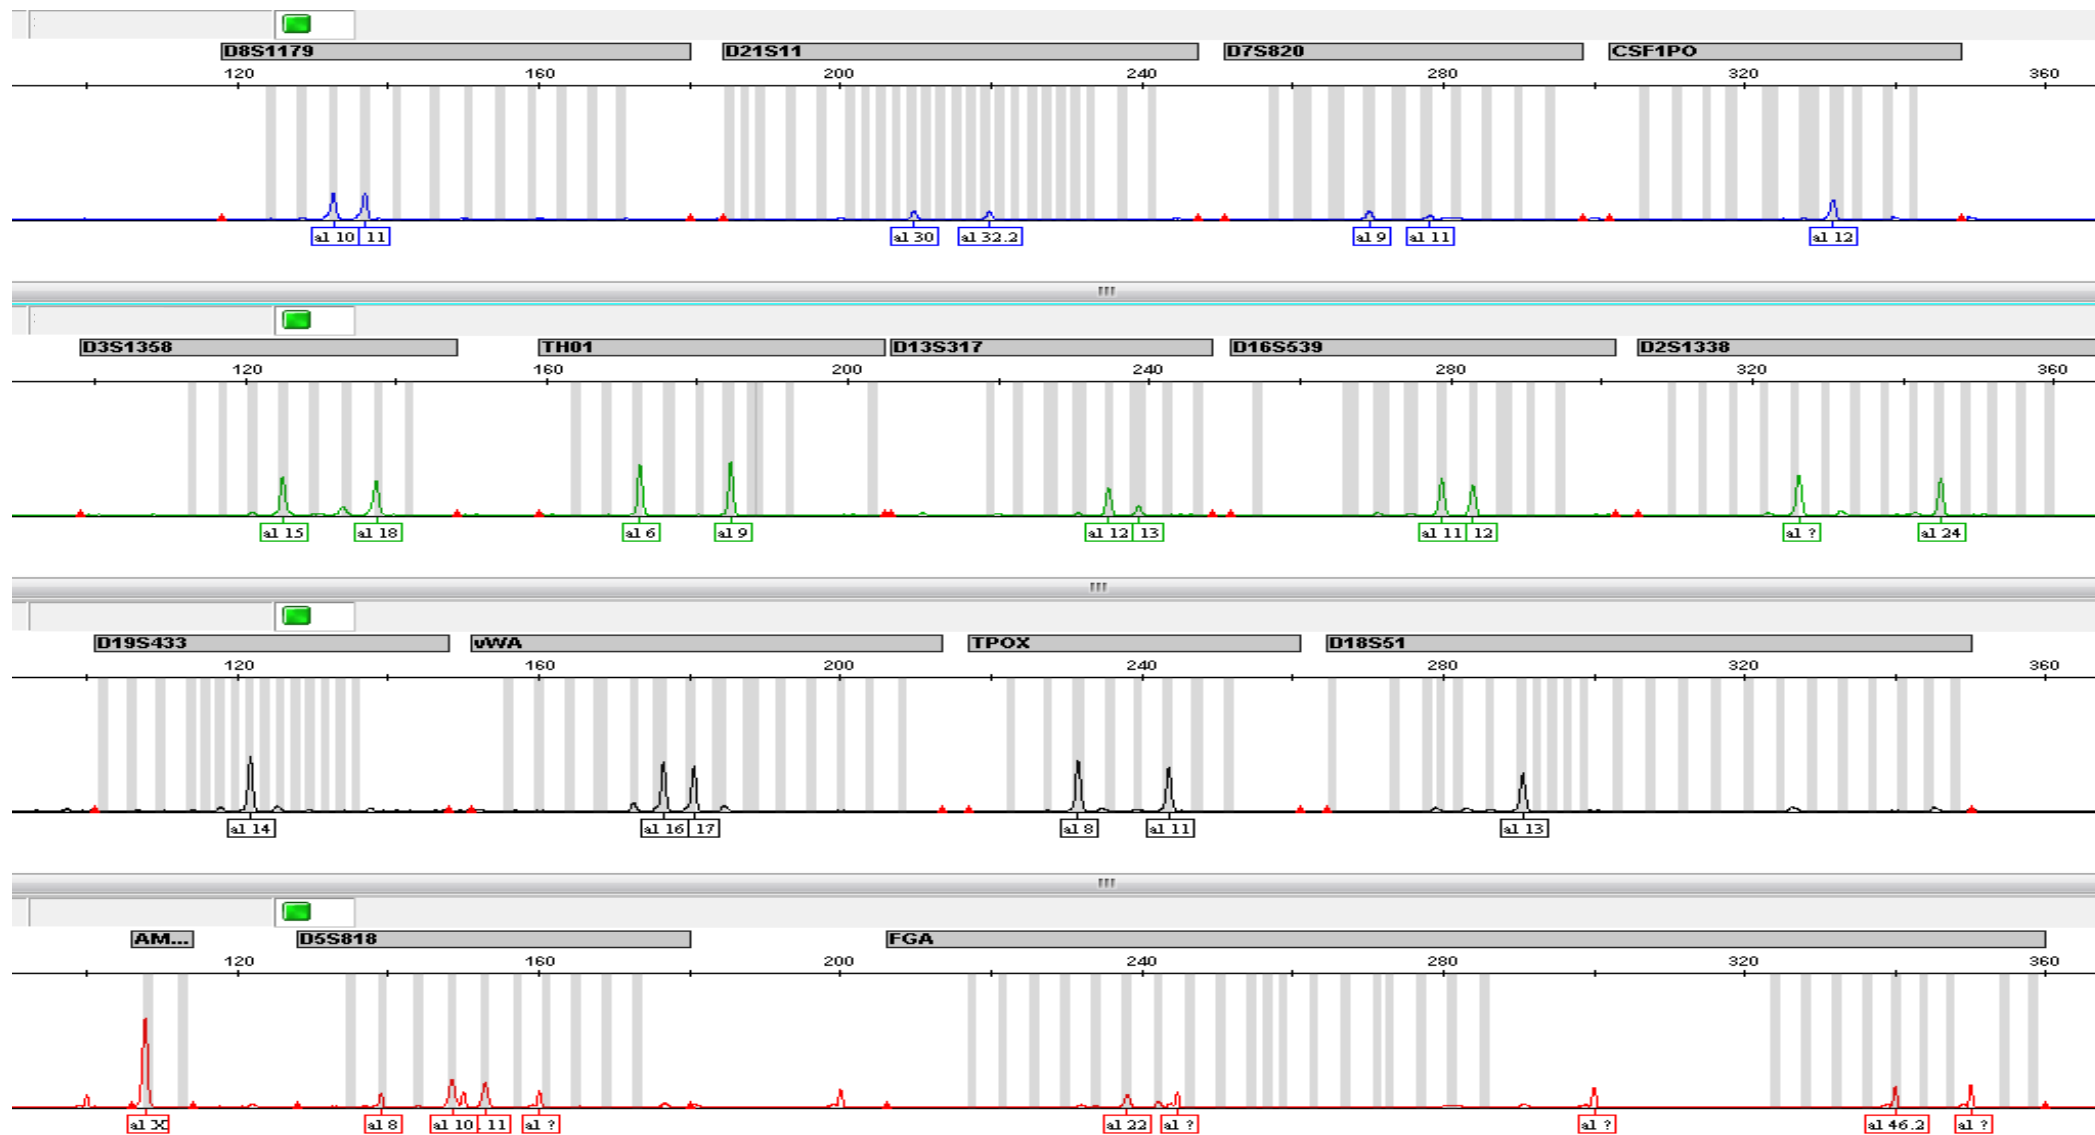 D8S1179 D21S11 D7S820 CSF1PO
120 160 200 240 280 320 360
al 10 11 al 30 al 32.2 al 9 al 11 al 12
D3S1358 TH01 D13S317 D16S539 D2S1338
120 160 200 240 280 320 360
al 15 al 18 al 6 al 9 al 12 13 al 11 12 al ? al 24
D19S433 vWA TPOX D18S51
120 160 200 240 280 320 360
al 14 al 16 17 al 8 al 11 al 13
AM... D5S818 FGA
120 160 200 240 280 320 360
al al 8 al 10 11 al ? al 22 al ? al ? al 46.2 al ?